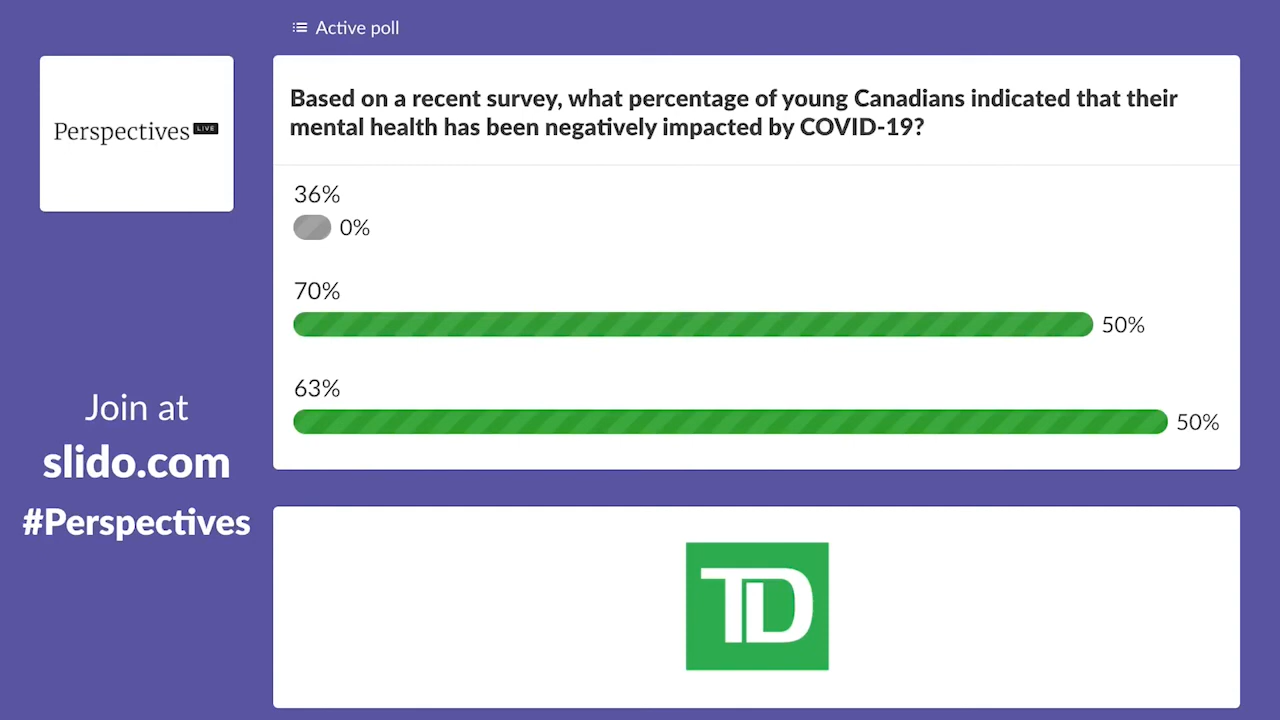 Active poll
Perspectives LIVE
Based on a recent survey, what percentage of young Canadians indicated that their
mental health has been negatively impacted by COVID-19?
36%
0%
70%
50%
63%
50%
Join at
slido.com
#Perspectives
TD